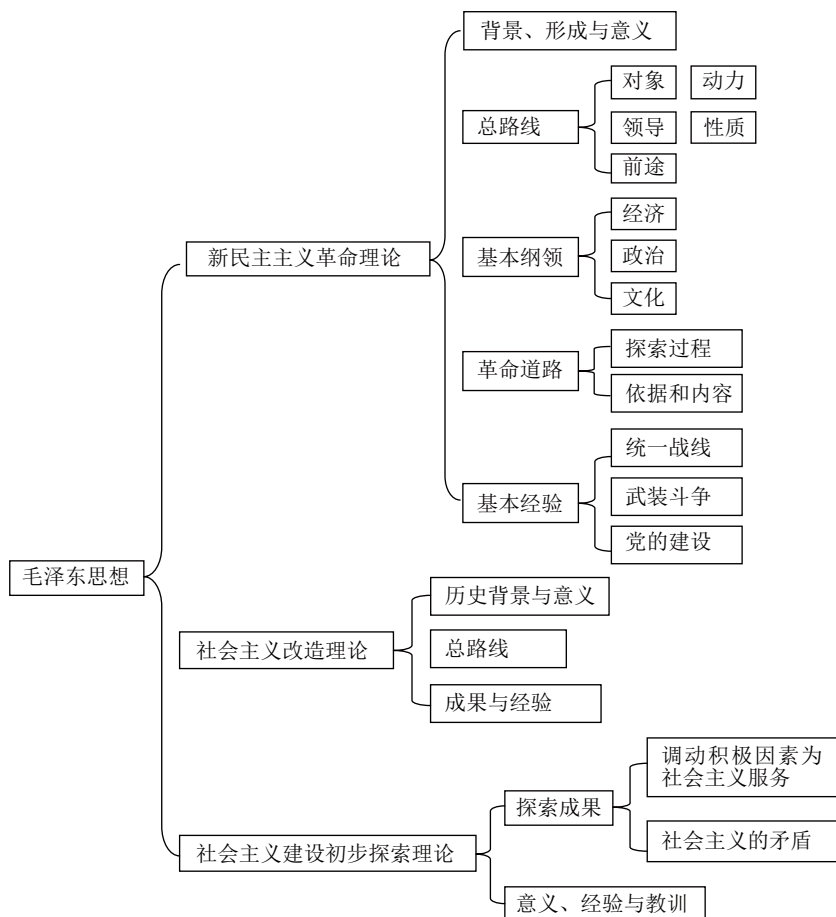 背景、形成与意义
对象
动力
总路线
领导
性质
前途
经济
新民主主义革命理论
基本纲领
政治
文化
探索过程
革命道路
依据和内容
统一战线
基本经验
武装斗争
党的建设
毛泽东思想
历史背景与意义
社会主义改造理论
总路线
成果与经验
调动积极因素为
社会主义服务
探索成果
社会主义的矛盾
社会主义建设初步探索理论
意义、经验与教训